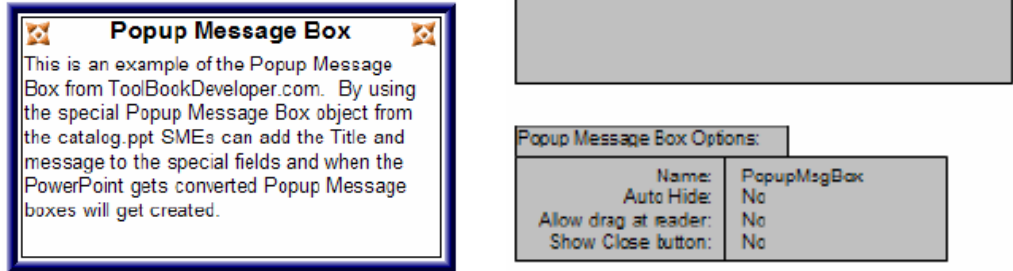 Popup Message Box
This is an example of the Popup Message
Box from ToolBookDeveloper.com. By using
the special Popup Message Box object from
the catalog.ppt SMEs can add the Title and
message to the special fields and when the
PowerPoint gets converted Popup Message
boxes will get created.
Popup Message Box Options:
Name: PopupMsgBox
Auto Hide: No
Allow drag at reader: No
Show Close button: No